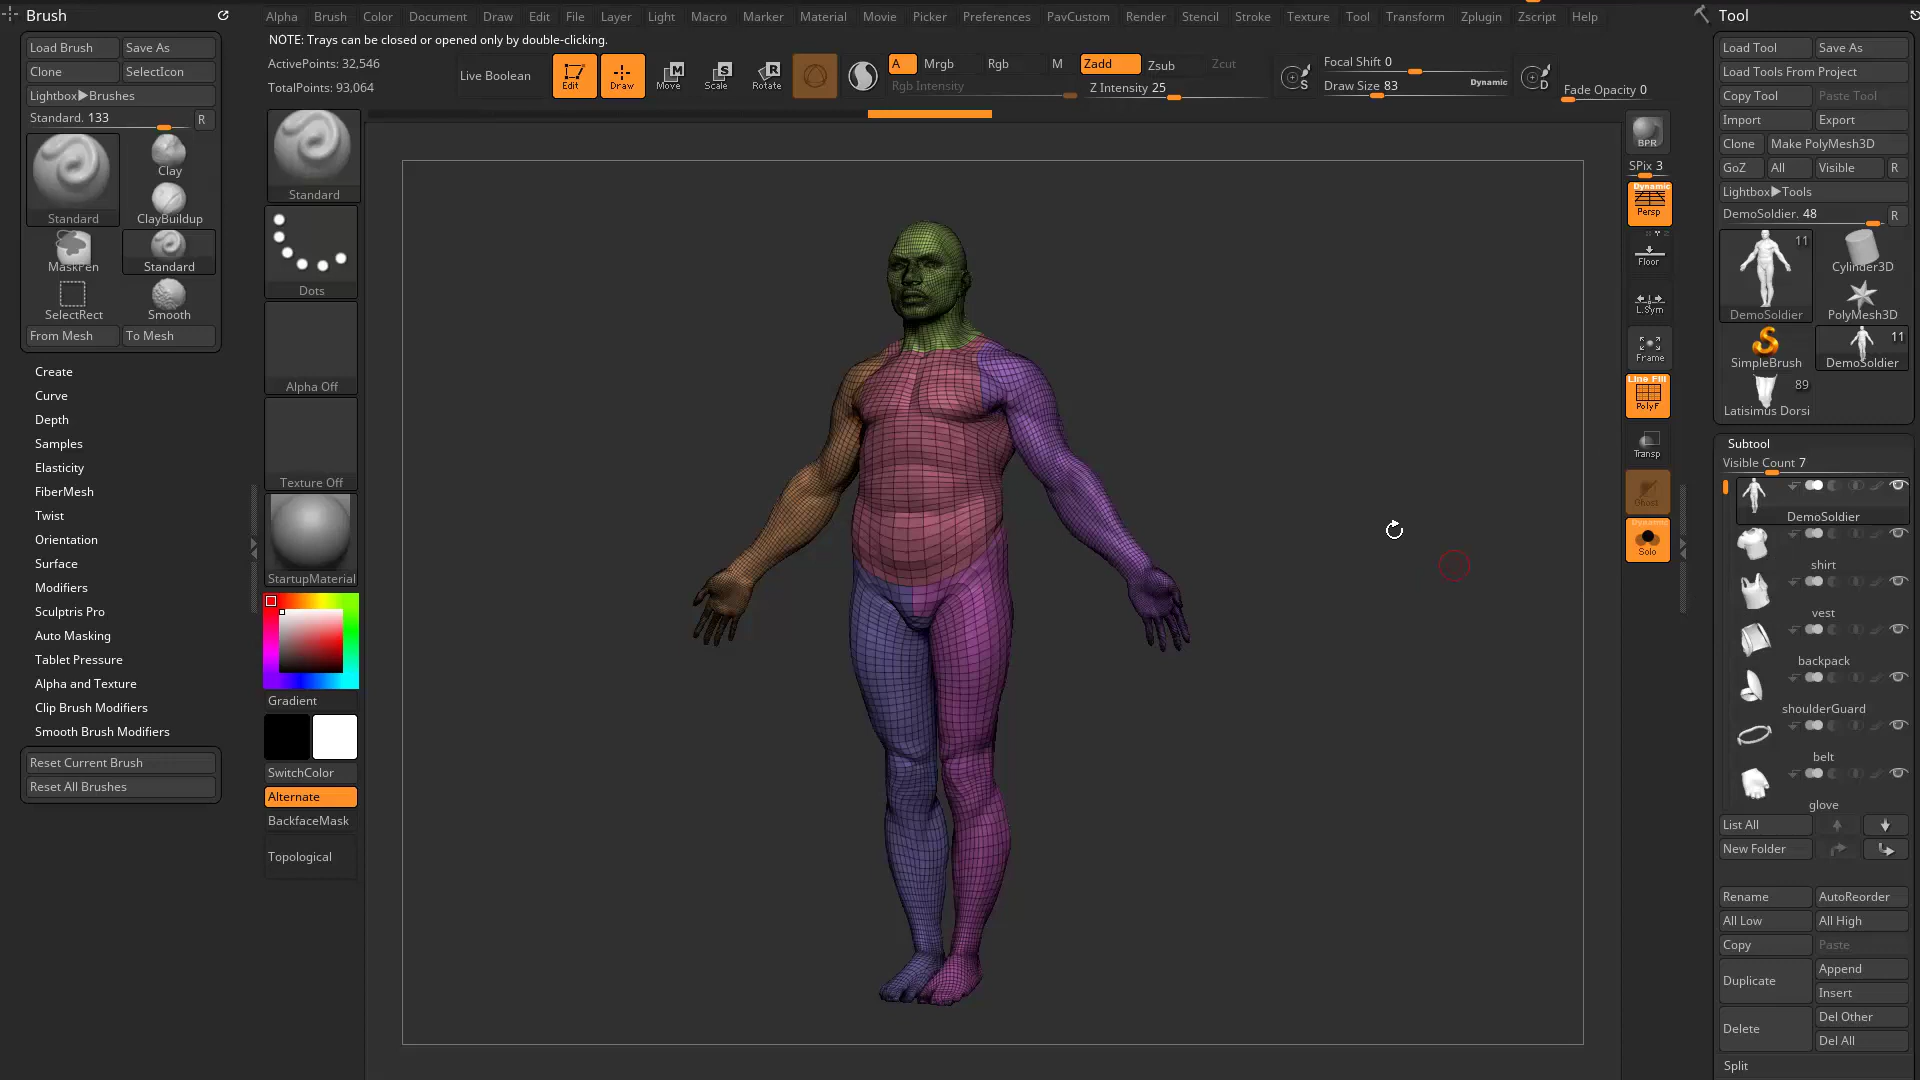 Brush
Load Brush
Save As
Clone
SelectIcon
Lightbox▶Brushes
Standard. 133
R
Standard
Clay
ClayBuildup
MaskPen
Standard
SelectRect
Smooth
From Mesh
To Mesh
Create
Curve
Depth
Samples
Elasticity
FiberMesh
Twist
Orientation
Surface
Modifiers
Sculptris Pro
Auto Masking
Tablet Pressure
Alpha and Texture
Clip Brush Modifiers
Smooth Brush Modifiers
Reset Current Brush
Reset All Brushes
Alpha Brush Color Document Draw Edit File Layer Light Macro Marker Material Movie Picker Preferences PavCustom Render Stencil Stroke Texture Tool Transform Zplugin Zscript Help
NOTE: Trays can be closed or opened only by double-clicking.
ActivePoints: 32,546
TotalPoints: 93,064
Live Boolean
Edit
Draw
M
Move
S
Scale
R
Rotate
A
Mrgb
Rgb
M
Rgb Intensity
Zadd
Zsub
Zcut
Z Intensity 25
S
Focal Shift 0
Draw Size 83
Dynamic
D
Fade Opacity 0
Standard
Dots
Alpha Off
Texture Off
StartupMaterial
Gradient
SwitchColor
Alternate
BackfaceMask
Topological
BPR
SPix 3
Dynamic
Persp
Floor
L.Sym
Frame
Line Fill
PolyF
Transp
Ghost
Dynamic
Solo
Tool
Load Tool
Save As
Load Tools From Project
Copy Tool
Paste Tool
Import
Export
Clone
Make PolyMesh3D
GoZ
All
Visible
R
Lightbox▶Tools
DemoSoldier. 48
R
11
DemoSoldier
Cylinder3D
PolyMesh3D
SimpleBrush
11
DemoSoldier
89
Latisimus Dorsi
Subtool
Visible Count 7
DemoSoldier
shirt
vest
backpack
shoulderGuard
belt
glove
List All
New Folder
Rename
AutoReorder
All Low
All High
Copy
Paste
Duplicate
Append
Insert
Delete
Del Other
Del All
Split